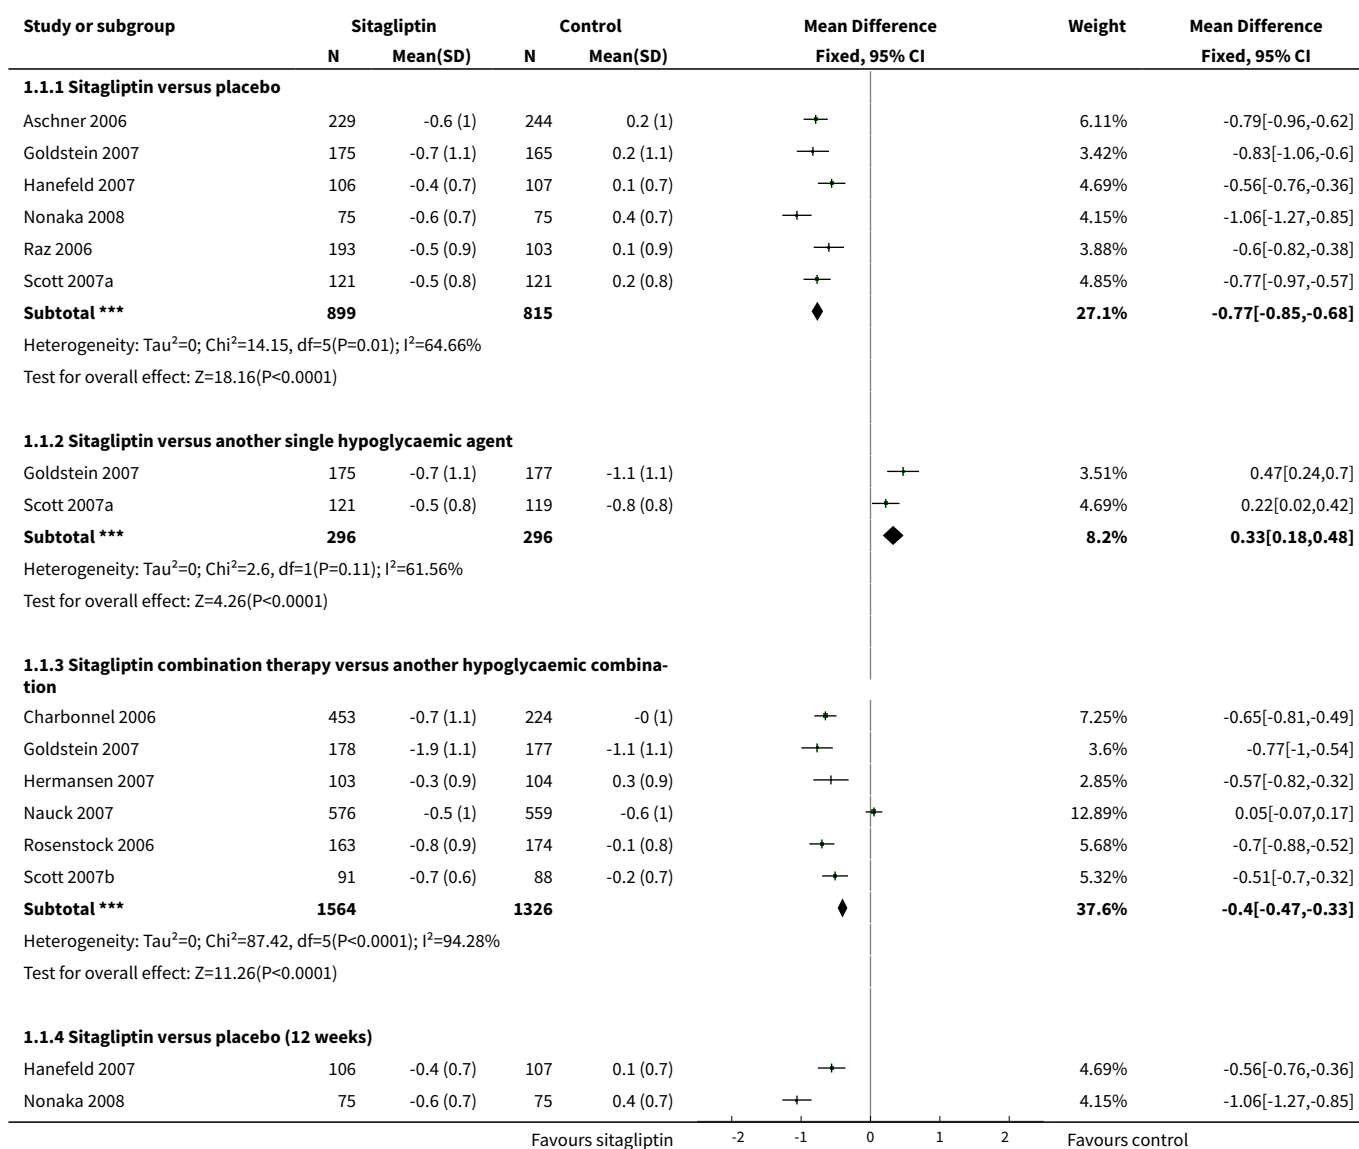 Study or subgroup Sitagliptin Control Mean Difference Weight Mean Difference
N Mean(SD) N Mean(SD) Fixed, 95% CI Fixed, 95% CI
1.1.1 Sitagliptin versus placebo
Aschner 2006 229 -0.6 (1) 244 0.2 (1) 6.11% -0.79[-0.96,-0.62]
Goldstein 2007 175 -0.7 (1.1) 165 0.2 (1.1) 3.42% -0.83[-1.06,-0.6]
Hanefeld 2007 106 -0.4 (0.7) 107 0.1 (0.7) 4.69% -0.56[-0.76,-0.36]
Nonaka 2008 75 -0.6 (0.7) 75 0.4 (0.7) 4.15% -1.06[-1.27,-0.85]
Raz 2006 193 -0.5 (0.9) 103 0.1 (0.9) 3.88% -0.6[-0.82,-0.38]
Scott 2007a 121 -0.5 (0.8) 121 0.2 (0.8) 4.85% -0.77[-0.97,-0.57]
Subtotal *** 899 815 27.1% -0.77[-0.85,-0.68]
Heterogeneity: Tau²=0; Chi²=14.15, df=5(P=0.01); I²=64.66%
Test for overall effect: Z=18.16(P<0.0001)
1.1.2 Sitagliptin versus another single hypoglycaemic agent
Goldstein 2007 175 -0.7 (1.1) 177 -1.1 (1.1) 3.51% 0.47[0.24,0.7]
Scott 2007a 121 -0.5 (0.8) 119 -0.8 (0.8) 4.69% 0.22[0.02,0.42]
Subtotal *** 296 296 8.2% 0.33[0.18,0.48]
Heterogeneity: Tau²=0; Chi²=2.6, df=1(P=0.11); I²=61.56%
Test for overall effect: Z=4.26(P<0.0001)
1.1.3 Sitagliptin combination therapy versus another hypoglycaemic combina-
tion
Charbonnel 2006 453 -0.7 (1.1) 224 -0 (1) 7.25% -0.65[-0.81,-0.49]
Goldstein 2007 178 -1.9 (1.1) 177 -1.1 (1.1) 3.6% -0.77[-1,-0.54]
Hermansen 2007 103 -0.3 (0.9) 104 0.3 (0.9) 2.85% -0.57[-0.82,-0.32]
Nauck 2007 576 -0.5 (1) 559 -0.6 (1) 12.89% 0.05[-0.07,0.17]
Rosenstock 2006 163 -0.8 (0.9) 174 -0.1 (0.8) 5.68% -0.7[-0.88,-0.52]
Scott 2007b 91 -0.7 (0.6) 88 -0.2 (0.7) 5.32% -0.51[-0.7,-0.32]
Subtotal *** 1564 1326 37.6% -0.4[-0.47,-0.33]
Heterogeneity: Tau²=0; Chi²=87.42, df=5(P<0.0001); I²=94.28%
Test for overall effect: Z=11.26(P<0.0001)
1.1.4 Sitagliptin versus placebo (12 weeks)
Hanefeld 2007 106 -0.4 (0.7) 107 0.1 (0.7) 4.69% -0.56[-0.76,-0.36]
Nonaka 2008 75 -0.6 (0.7) 75 0.4 (0.7) 4.15% -1.06[-1.27,-0.85]
Favours sitagliptin -2 -1 0 1 2 Favours control